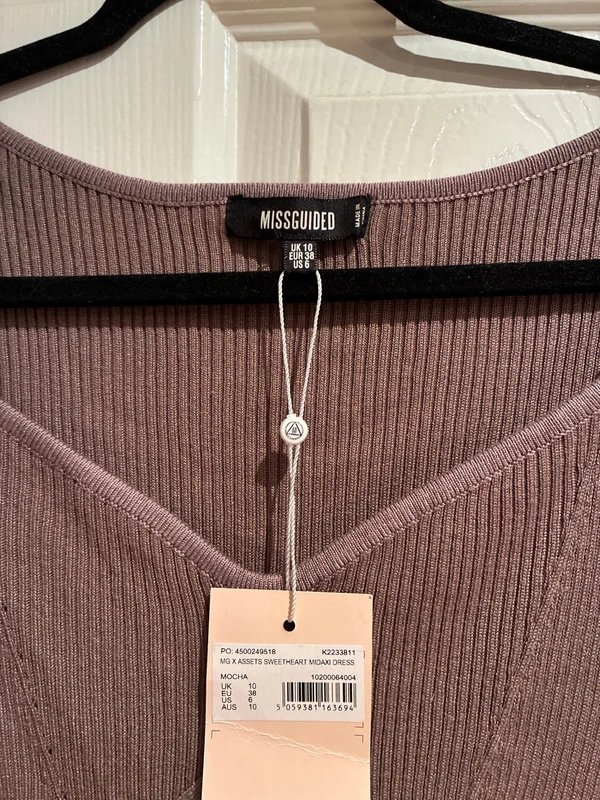 MISSGUIDED
MADE IN
UK 10
EUR 38
US 6
PO: 4500249518 K2233811
MG X ASSETS SWEETHEART MIDAXI DRESS
MOCHA 10200064004
UK 10
EU 38
US 6
AUS 10
5 059381 163694